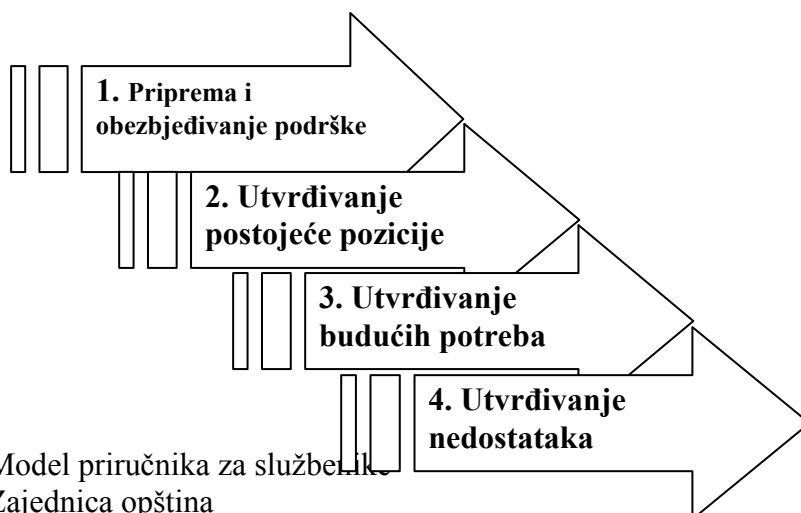 1. Priprema i
obezbjeđivanje podrške
2. Utvrđivanje
postojeće pozicije
3. Utvrđivanje
budućih potreba
4. Utvrđivanje
nedostataka
Model priručnika za službenike
Zajednica opština